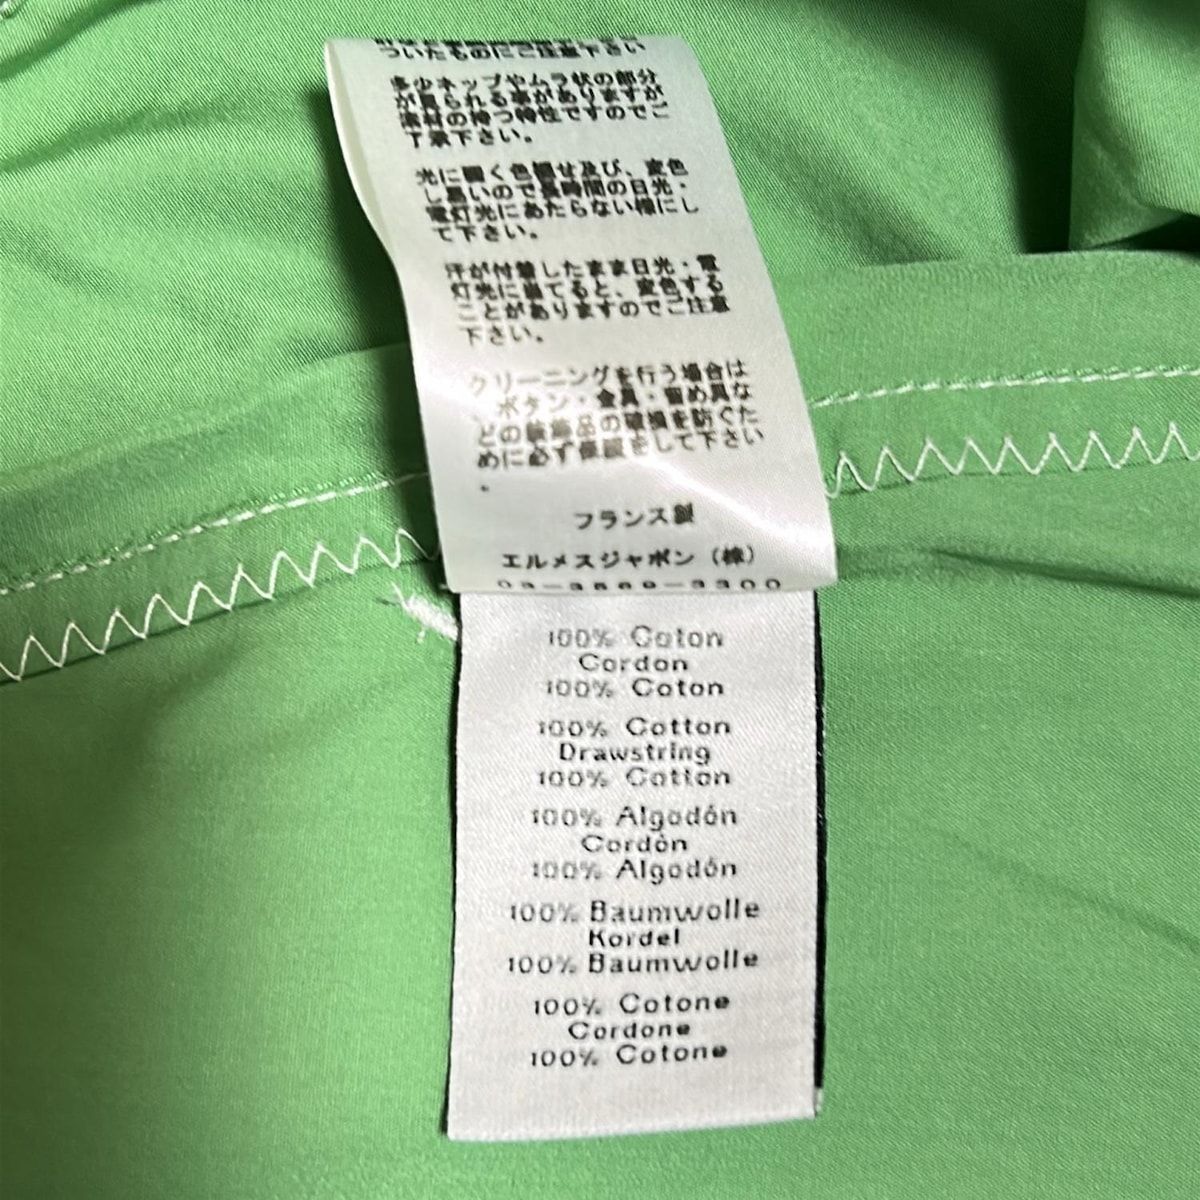 ついたものにご注意下さい
多少ネップやムラ状の部分
が見られる事がありますが
素材の持つ特性ですのでご
了承下さい。
光に弱く色褪せ及び、変色
し易いので長時間の日光・
電灯光にあたらない様にし
て下さい。
汗が付着したまま日光・電
灯光に当てると、変色する
ことがありますのでご注意
下さい。
クリーニングを行う場合は
、ボタン・金具・留め具な
どの装飾品の破損を防ぐた
めに必ず保護をして下さい
。
フランス製
エルメスジャポン（株）
03-3569-3300
100% Coton
Cordon
100% Coton
100% Cotton
Drawstring
100% Cotton
100% Algodón
Cordón
100% Algodón
100% Baumwolle
Kordel
100% Baumwolle
100% Cotone
Cordone
100% Cotone